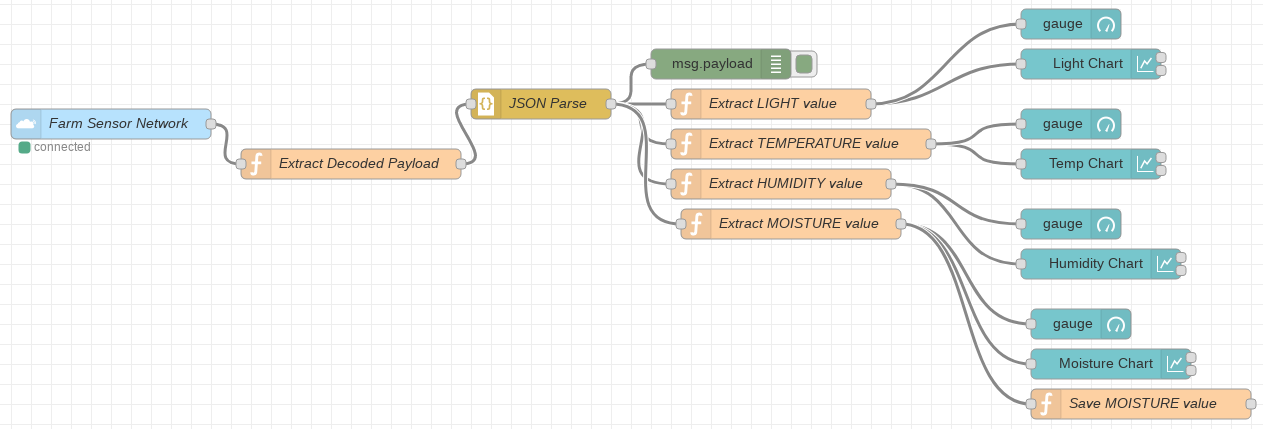 Farm Sensor Network
connected
Extract Decoded Payload
JSON Parse
msg.payload
Extract LIGHT value
Extract TEMPERATURE value
Extract HUMIDITY value
Extract MOISTURE value
gauge
Light Chart
gauge
Temp Chart
gauge
Humidity Chart
gauge
Moisture Chart
Save MOISTURE value